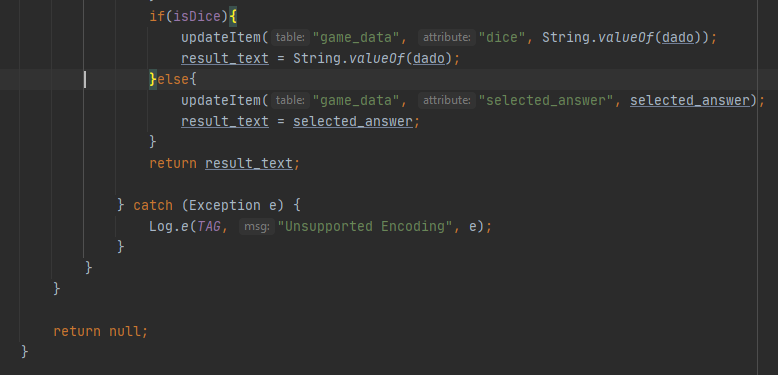 if(isDice){
updateItem( table: "game_data", attribute: "dice", String.valueOf(dado));
result_text = String.valueOf(dado);
}else{
updateItem( table: "game_data", attribute: "selected_answer", selected_answer);
result_text = selected_answer;
}
return result_text;
} catch (Exception e) {
Log.e(TAG, msg: "Unsupported Encoding", e);
}
}
}
return null;
}